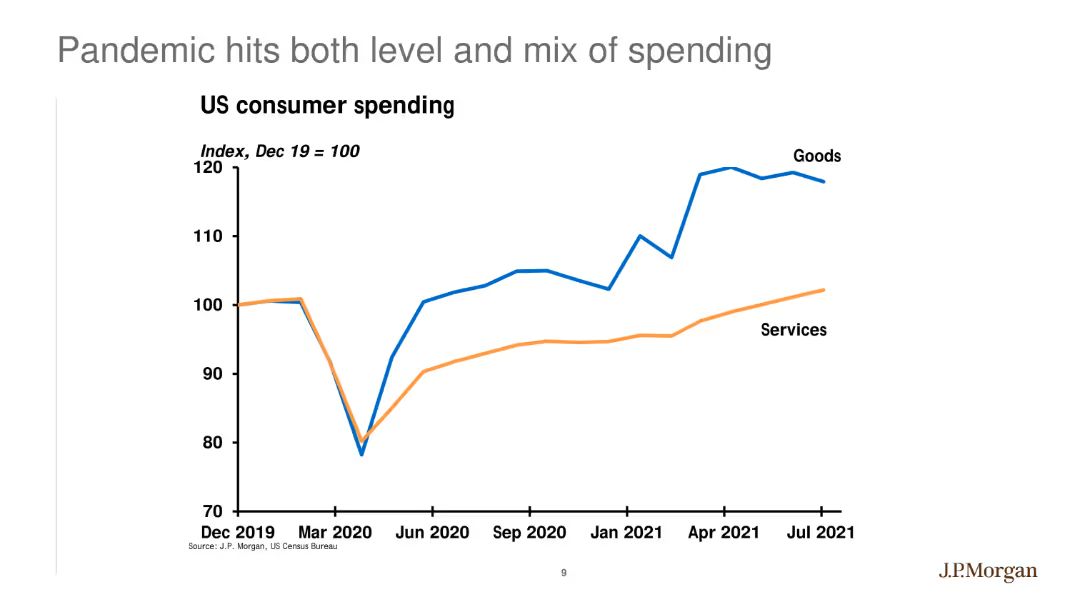 Pandemic hits both level and mix of spending
US consumer spending
Index, Dec 19 = 100
120
Goods
110
100
Services
90
80
70
Dec 2019 Mar 2020 Jun 2020 Sep 2020 Jan 2021 Apr 2021 Jul 2021
Source: J.P. Morgan, US Census Bureau
9
J.P.Morgan